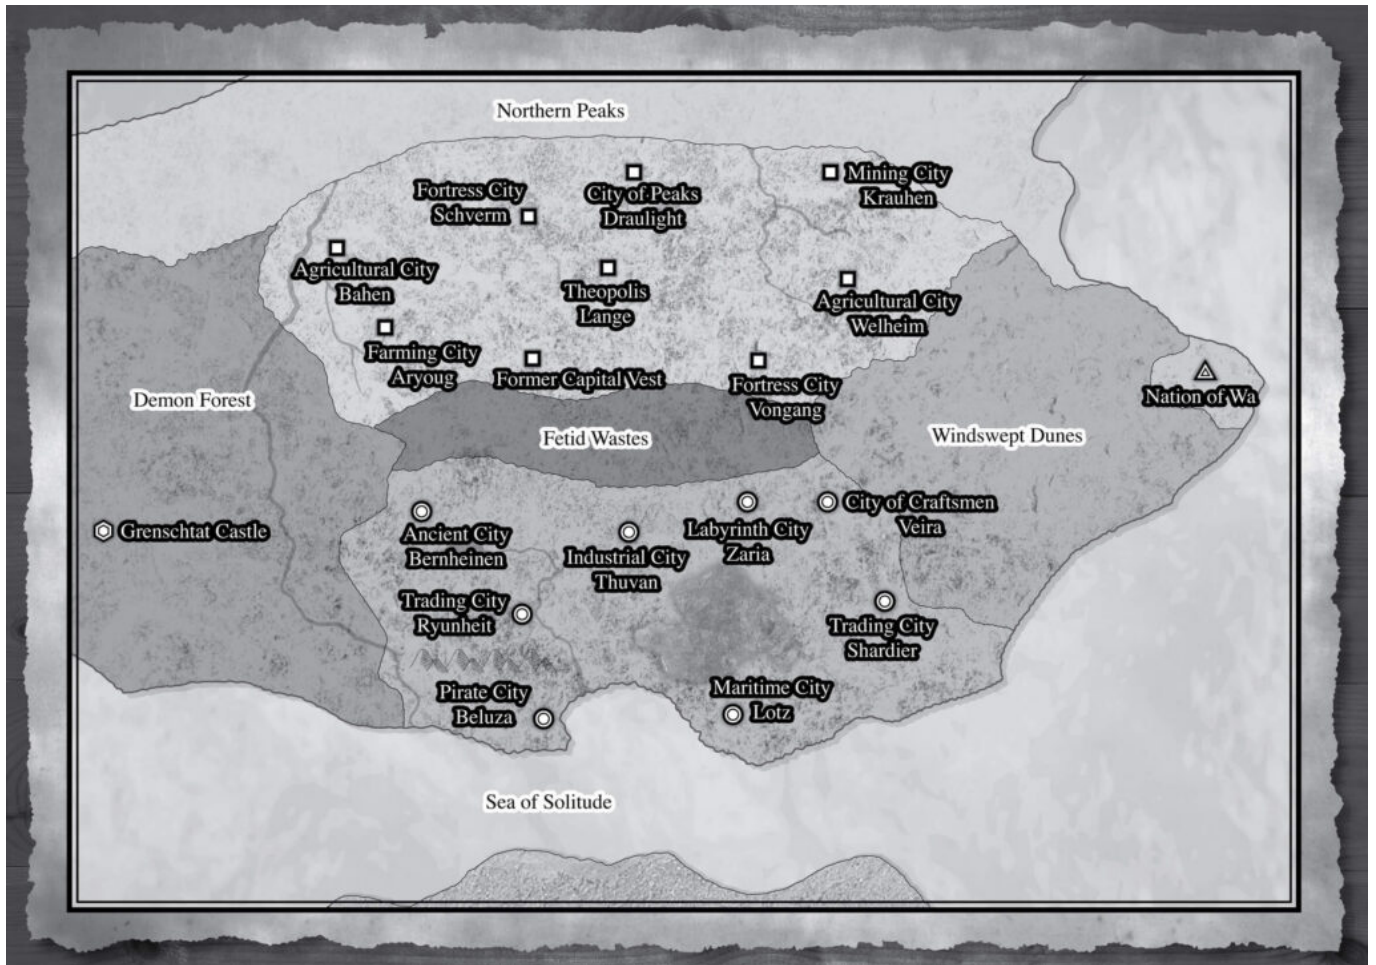 Northern Peaks
Mining City
Krauhen
Fortress City
Schverm
City of Peaks
Draulight
Agricultural City
Bahen
Theopolis
Lange
Agricultural City
Welheim
Farming City
Aryoug
Former Capital Vest
Fortress City
Vongang
Nation of Wa
Demon Forest
Fetid Wastes
Windswept Dunes
Grenschtat Castle
Ancient City
Bernheinen
Industrial City
Thuvan
Labyrinth City
Zaria
City of Craftsmen
Veira
Trading City
Ryunheit
Trading City
Shardier
Pirate City
Beluza
Maritime City
Lotz
Sea of Solitude